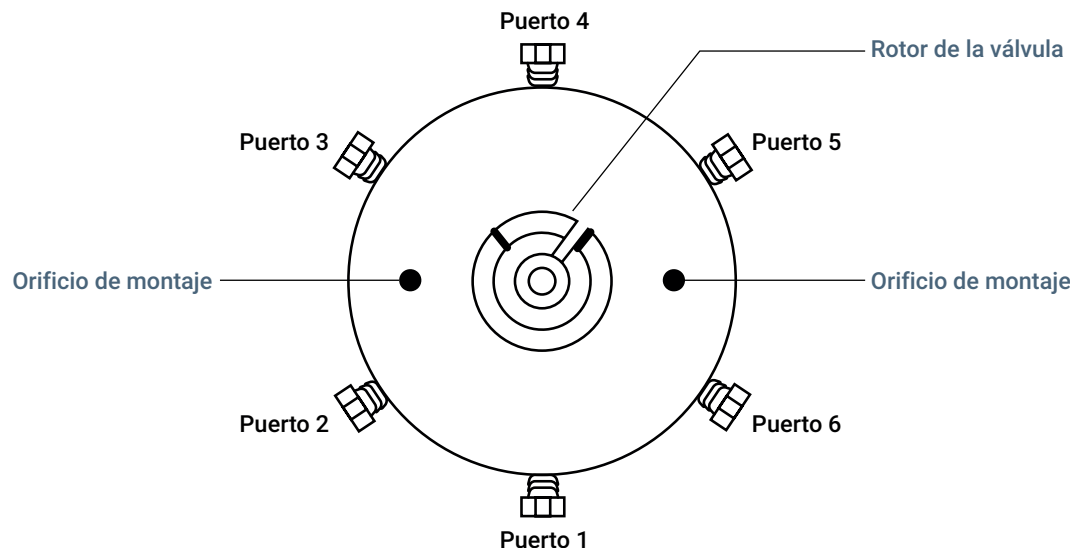 Puerto 4
Rotor de la válvula
Puerto 3
Puerto 5
Orificio de montaje
Orificio de montaje
Puerto 2
Puerto 6
Puerto 1